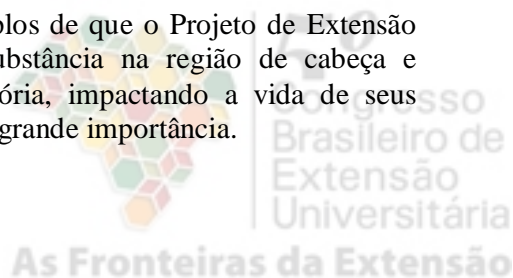 plos de que o Projeto de Extensão
ubstância na região de cabeça e
ória, impactando a vida de seus
grande importância.
Brasileiro de
Extensão
Universitária
As Fronteiras da Extensão